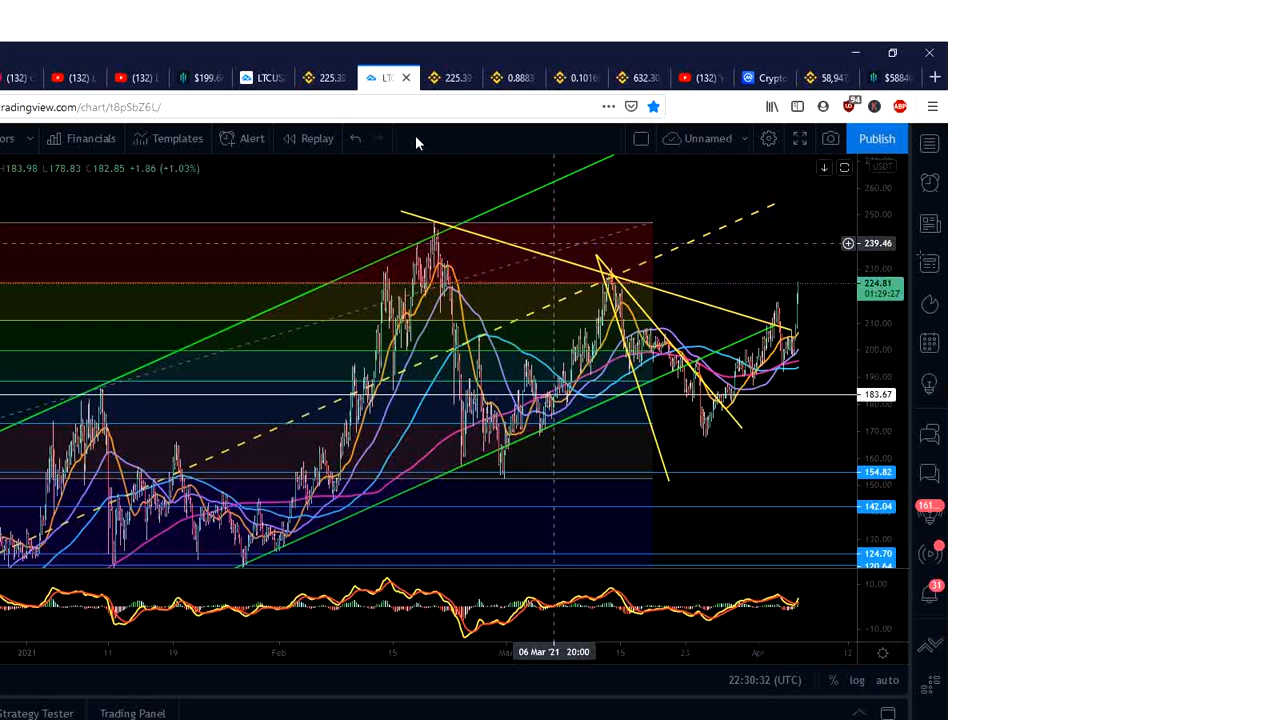 (132) (132) L (132) L $199.6 LTCUS 225.39 LTC 225.39 0.8883 0.1016 632.30 (132) Crypto 58,947 $5884
radingview.com/chart/t8pSbZ6L/
94
ABP
ors Financials Templates Alert Replay Unnamed Publish
H183.98 L178.83 C182.85 +1.86 (+1.03%)
USDT
260.00
250.00
239.46
230.00
224.81
01:29:27
210.00
200.00
190.00
183.67
180.00
170.00
160.00
154.82
150.00
142.04
130.00
124.70
120.64
10.00
-10.00
161...
31
2021 11 19 Feb 15 Mar 06 Mar '21 20:00 15 23 Apr 12
22:30:32 (UTC) % log auto
Strategy Tester Trading Panel